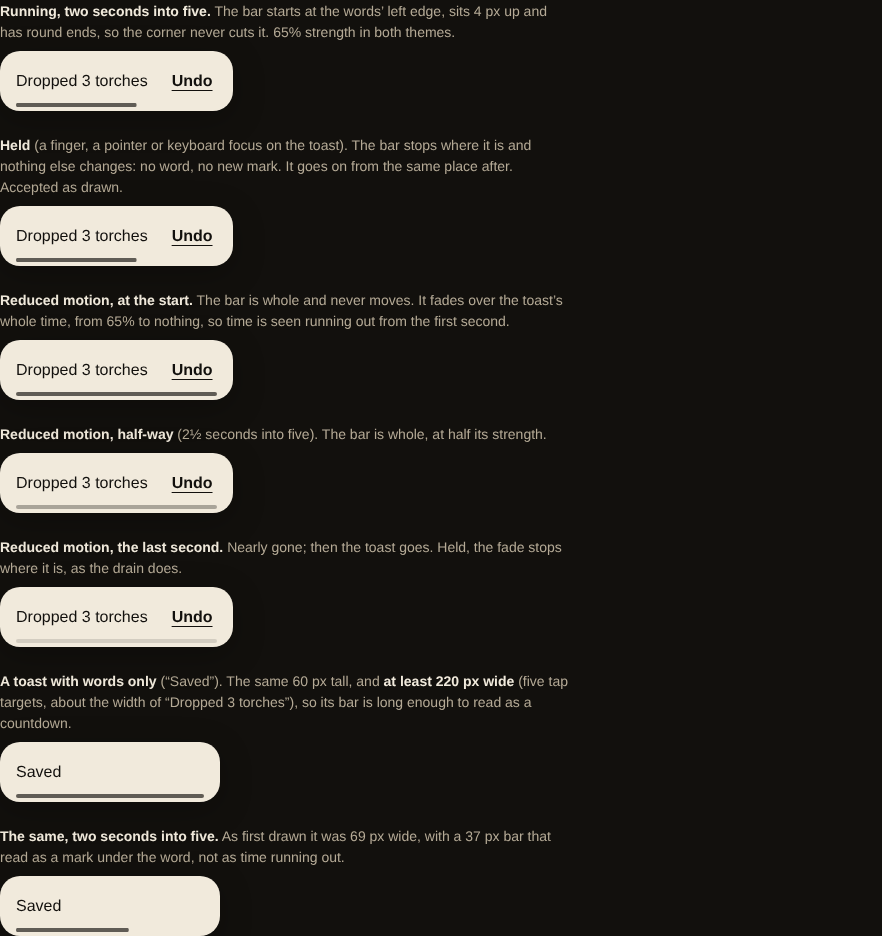 Running, two seconds into five. The bar starts at the words’ left edge, sits 4 px up and
has round ends, so the corner never cuts it. 65% strength in both themes.
Dropped 3 torches Undo
Held (a finger, a pointer or keyboard focus on the toast). The bar stops where it is and
nothing else changes: no word, no new mark. It goes on from the same place after.
Accepted as drawn.
Dropped 3 torches Undo
Reduced motion, at the start. The bar is whole and never moves. It fades over the toast’s
whole time, from 65% to nothing, so time is seen running out from the first second.
Dropped 3 torches Undo
Reduced motion, half-way (2½ seconds into five). The bar is whole, at half its strength.
Dropped 3 torches Undo
Reduced motion, the last second. Nearly gone; then the toast goes. Held, the fade stops
where it is, as the drain does.
Dropped 3 torches Undo
A toast with words only (“Saved”). The same 60 px tall, and at least 220 px wide (five tap
targets, about the width of “Dropped 3 torches”), so its bar is long enough to read as a
countdown.
Saved
The same, two seconds into five. As first drawn it was 69 px wide, with a 37 px bar that
read as a mark under the word, not as time running out.
Saved